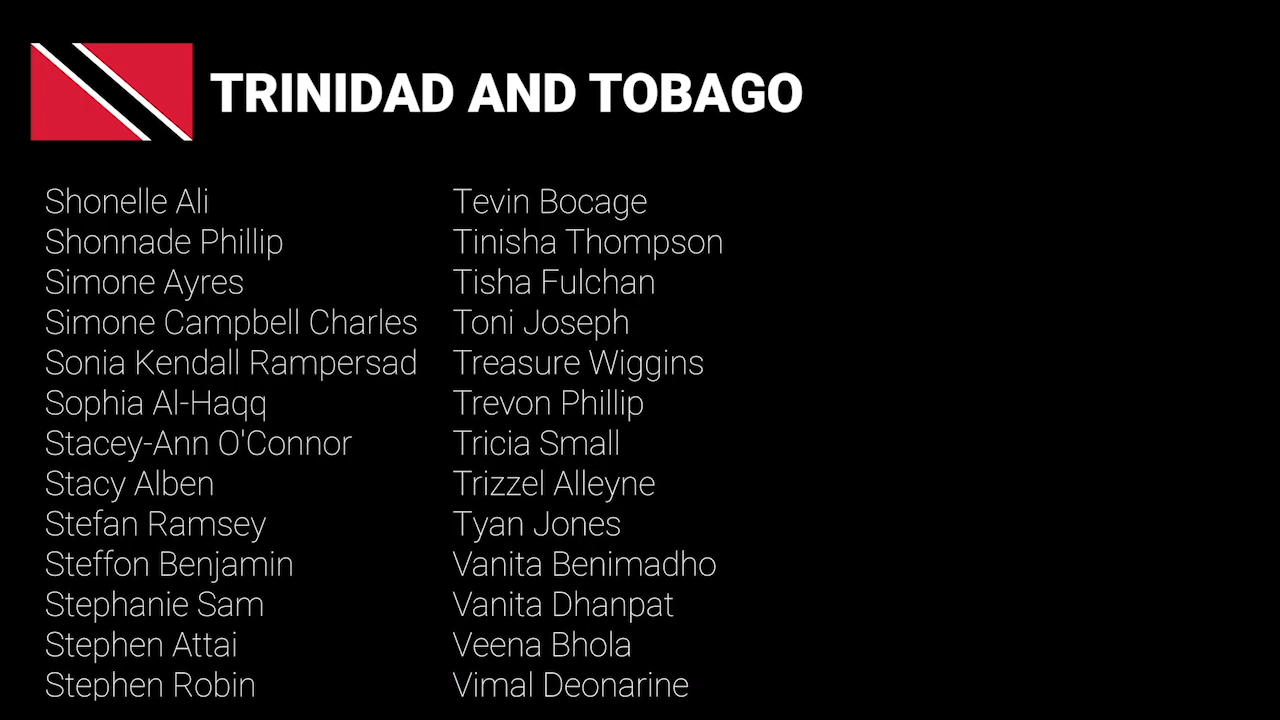 TRINIDAD AND TOBAGO
Shonelle Ali
Shonnade Phillip
Simone Ayres
Simone Campbell Charles
Sonia Kendall Rampersad
Sophia Al-Haqq
Stacey-Ann O'Connor
Stacy Alben
Stefan Ramsey
Steffon Benjamin
Stephanie Sam
Stephen Attai
Stephen Robin
Tevin Bocage
Tinisha Thompson
Tisha Fulchan
Toni Joseph
Treasure Wiggins
Trevon Phillip
Tricia Small
Trizzel Alleyne
Tyan Jones
Vanita Benimadho
Vanita Dhanpat
Veena Bhola
Vimal Deonarine